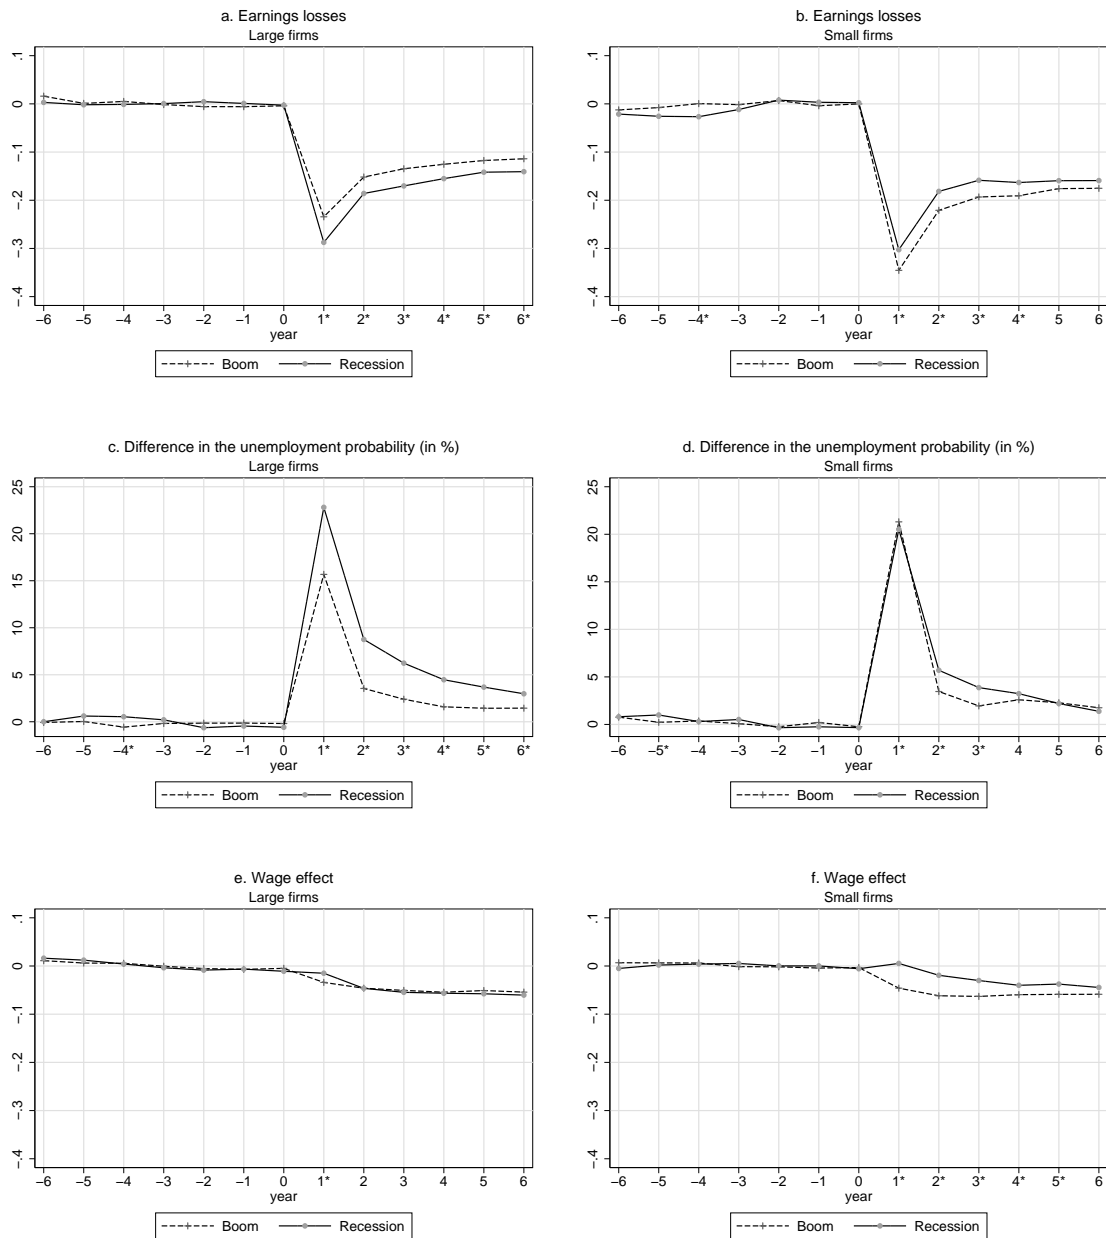 a. Earnings losses
Large firms
.1
0
-.1
-.2
-.3
-.4
-6 -5 -4 -3 -2 -1 0 1* 2* 3* 4* 5* 6*
year
Boom Recession
b. Earnings losses
Small firms
.1
0
-.1
-.2
-.3
-.4
-6 -5 -4* -3 -2 -1 0 1* 2* 3* 4* 5* 6
year
Boom Recession
c. Difference in the unemployment probability (in %)
Large firms
25
20
15
10
5
0
-6 -5 -4* -3 -2 -1 0 1* 2* 3* 4* 5* 6*
year
Boom Recession
d. Difference in the unemployment probability (in %)
Small firms
25
20
15
10
5
0
-6 -5* -4 -3 -2 -1 0 1* 2* 3* 4 5 6
year
Boom Recession
e. Wage effect
Large firms
.1
0
-.1
-.2
-.3
-.4
-6 -5 -4 -3 -2 -1 0 1* 2 3 4 5 6
year
Boom Recession
f. Wage effect
Small firms
.1
0
-.1
-.2
-.3
-.4
-6 -5 -4 -3 -2 -1 0 1* 2* 3* 4* 5* 6
year
Boom Recession